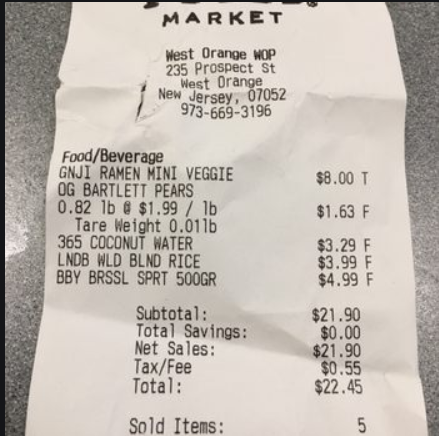 MARKET
West Orange WOP
235 Prospect St
West Orange
New Jersey, 07052
973-669-3196
Food/Beverage
GNJI RAMEN MINI VEGGIE $8.00 T
OG BARTLETT PEARS
0.82 lb @ $1.99 / lb $1.63 F
Tare Weight 0.01lb
365 COCONUT WATER $3.29 F
LNDB WLD BLND RICE $3.99 F
BBY BRSSL SPRT 500GR $4.99 F
Subtotal: $21.90
Total Savings: $0.00
Net Sales: $21.90
Tax/Fee $0.55
Total: $22.45
Sold Items: 5